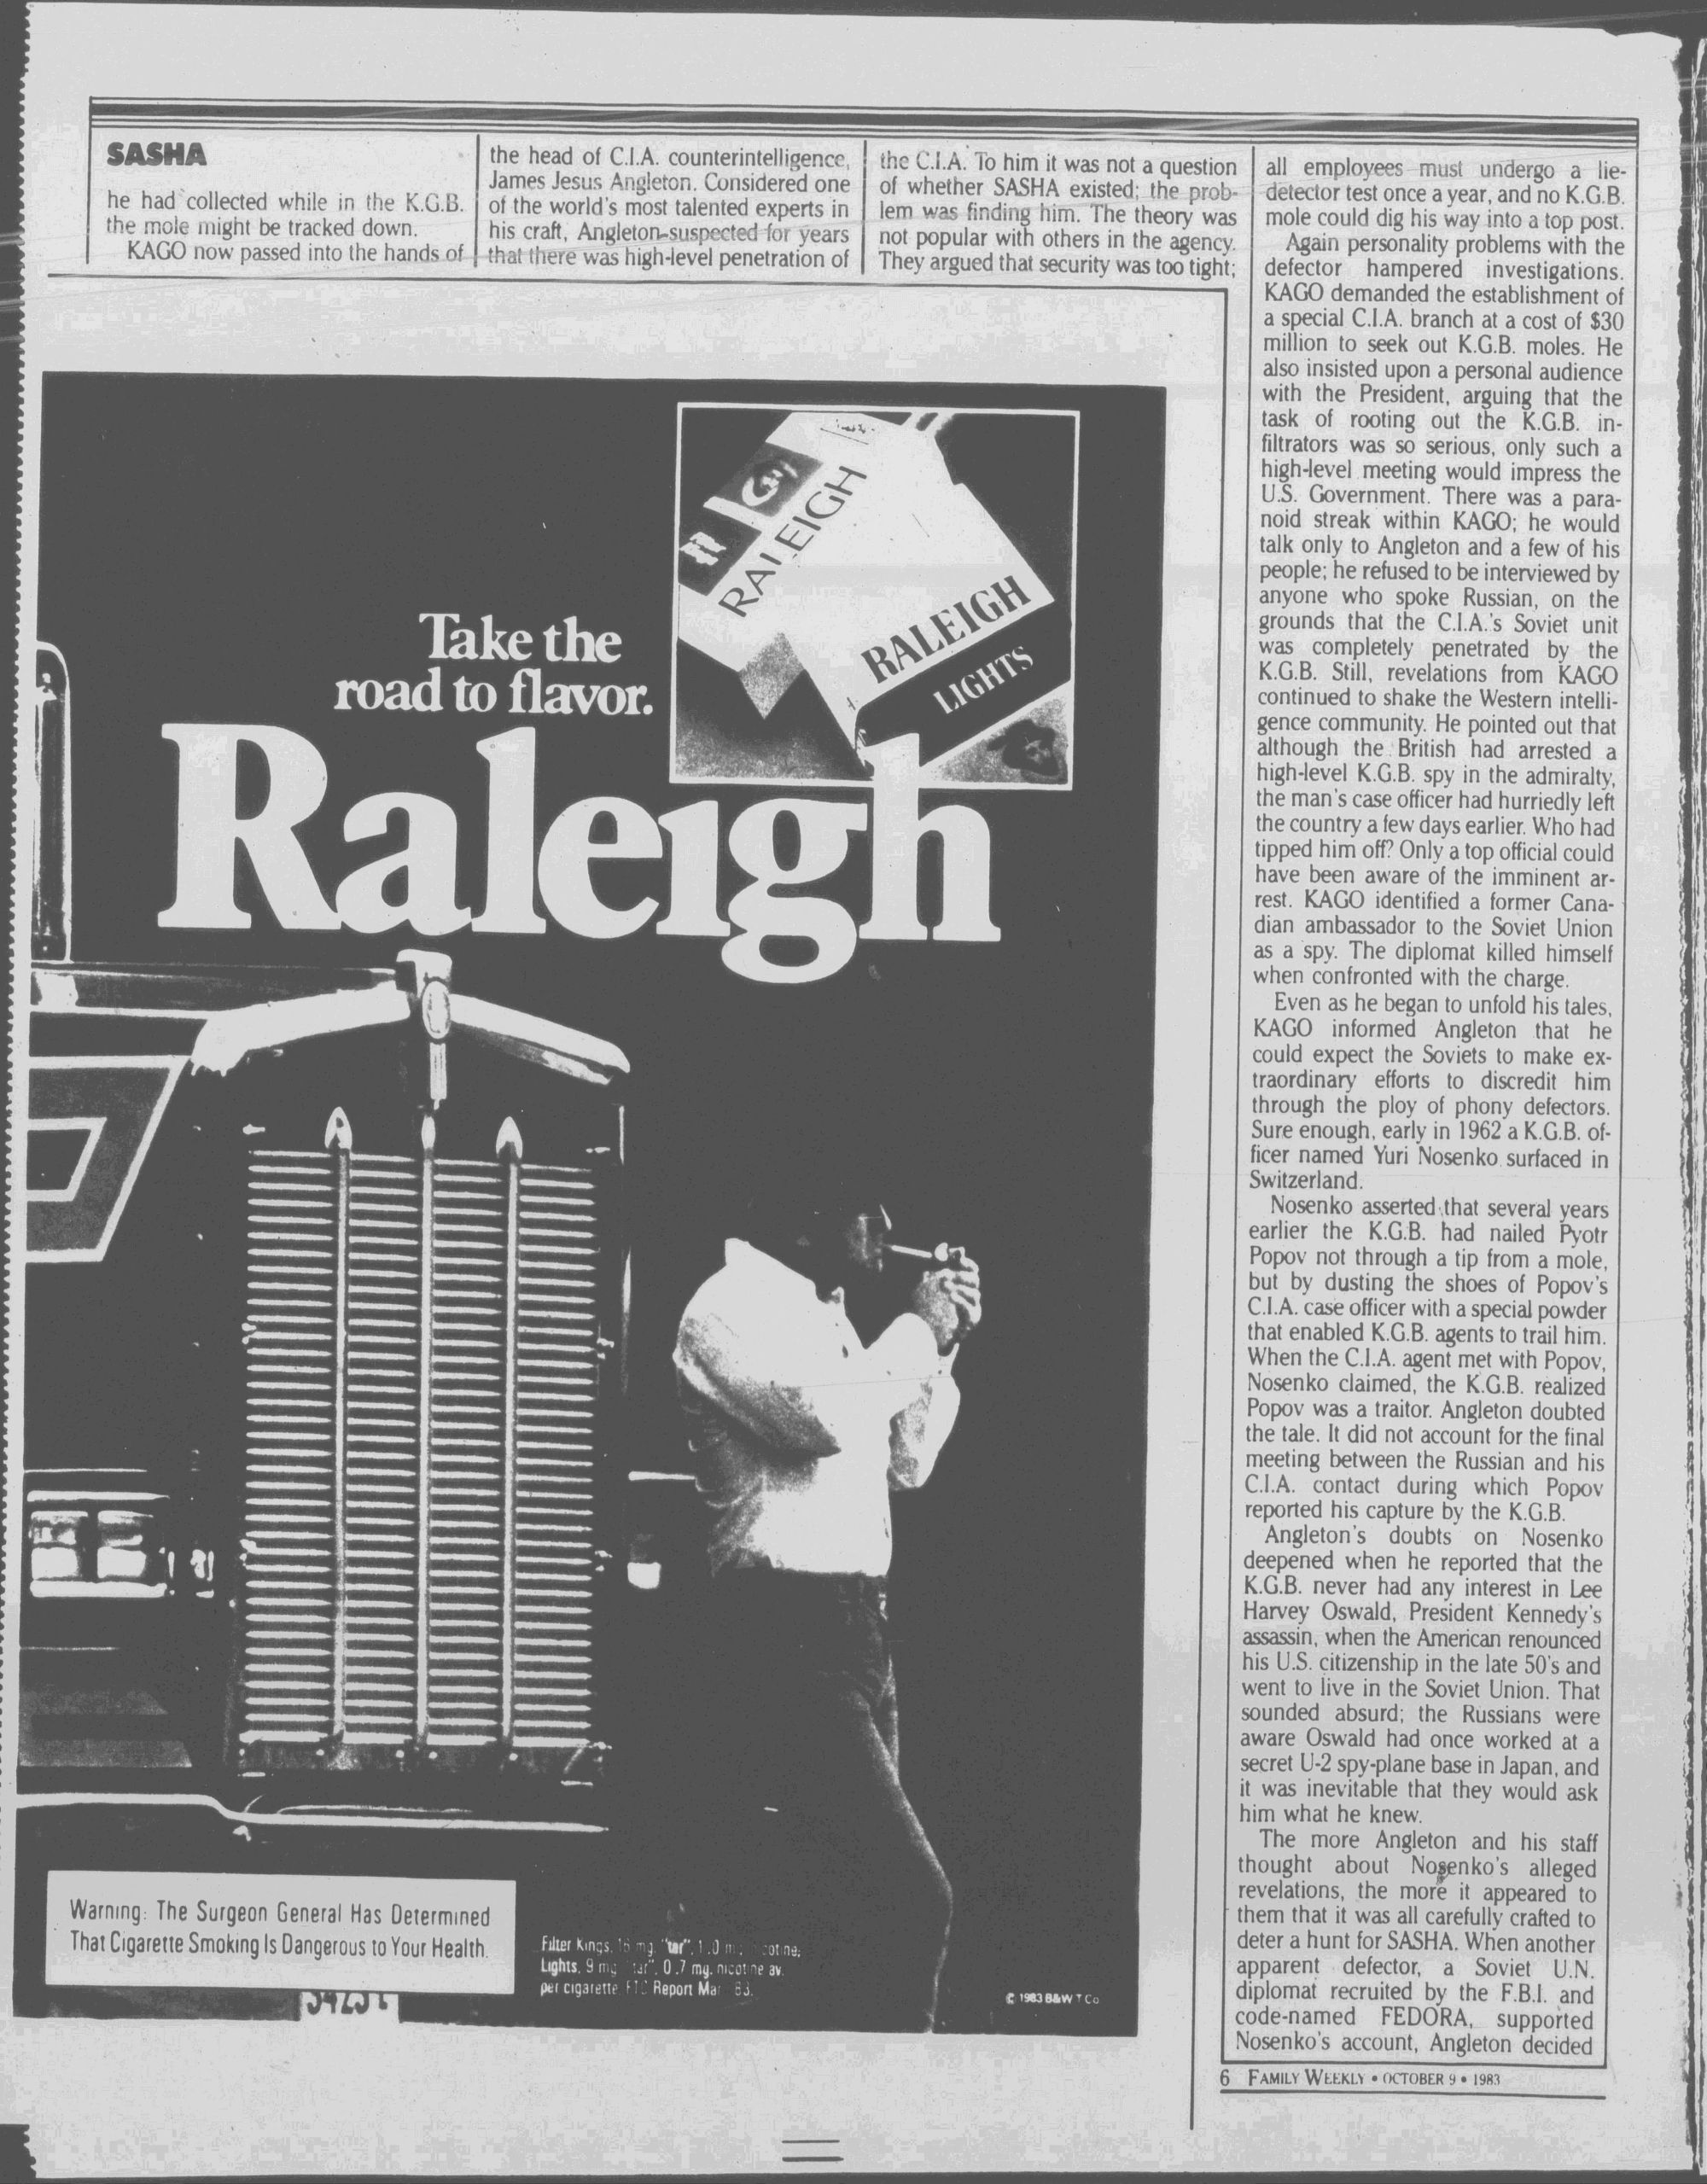 SASHA
he had collected while in the K.G.B.
the mole might be tracked down.
KAGO now passed into the hands of
the head of C.I.A. counterintelligence,
James Jesus Angleton. Considered one
of the world's most talented experts in
his craft, Angleton suspected for years
that there was high-level penetration of
the C.I.A. To him it was not a question
of whether SASHA existed; the prob-
lem was finding him. The theory was
not popular with others in the agency.
They argued that security was too tight;
all employees must undergo a lie-
detector test once a year, and no K.G.B.
mole could dig his way into a top post.
Again personality problems with the
defector hampered investigations.
KAGO demanded the establishment of
a special C.I.A. branch at a cost of $30
million to seek out K.G.B. moles. He
also insisted upon a personal audience
with the President, arguing that the
task of rooting out the K.G.B. in-
filtrators was so serious, only such a
high-level meeting would impress the
U.S. Government. There was a para-
noid streak within KAGO; he would
talk only to Angleton and a few of his
people; he refused to be interviewed by
anyone who spoke Russian, on the
grounds that the C.I.A.'s Soviet unit
was completely penetrated by the
K.G.B. Still, revelations from KAGO
continued to shake the Western intelli-
gence community. He pointed out that
although the British had arrested a
high-level K.G.B. spy in the admiralty,
the man's case officer had hurriedly left
the country a few days earlier. Who had
tipped him off? Only a top official could
have been aware of the imminent ar-
rest. KAGO identified a former Cana-
dian ambassador to the Soviet Union
as a spy. The diplomat killed himself
when confronted with the charge.
Even as he began to unfold his tales,
KAGO informed Angleton that he
could expect the Soviets to make ex-
traordinary efforts to discredit him
through the ploy of phony defectors.
Sure enough, early in 1962 a K.G.B. of-
ficer named Yuri Nosenko surfaced in
Switzerland.
Nosenko asserted that several years
earlier the K.G.B. had nailed Pyotr
Popov not through a tip from a mole,
but by dusting the shoes of Popov's
C.I.A. case officer with a special powder
that enabled K.G.B. agents to trail him.
When the C.I.A. agent met with Popov,
Nosenko claimed, the K.G.B. realized
Popov was a traitor. Angleton doubted
the tale. It did not account for the final
meeting between the Russian and his
C.I.A. contact during which Popov
reported his capture by the K.G.B.
Angleton's doubts on Nosenko
deepened when he reported that the
K.G.B. never had any interest in Lee
Harvey Oswald, President Kennedy's
assassin, when the American renounced
his U.S. citizenship in the late 50's and
went to live in the Soviet Union. That
sounded absurd; the Russians were
aware Oswald had once worked at a
secret U-2 spy-plane base in Japan, and
it was inevitable that they would ask
him what he knew.
The more Angleton and his staff
thought about Nosenko's alleged
revelations, the more it appeared to
them that it was all carefully crafted to
deter a hunt for SASHA. When another
apparent defector, a Soviet U.N.
diplomat recruited by the F.B.I. and
code-named FEDORA, supported
Nosenko's account, Angleton decided
RALEIGH
RALEIGH
LIGHTS
Take the
road to flavor.
Raleigh
Warning: The Surgeon General Has Determined
That Cigarette Smoking Is Dangerous to Your Health.
Filter Kings, 16 mg. "tar", 1.0 mg. nicotine;
Lights, 9 mg. "tar", 0.7 mg. nicotine av.
per cigarette, FTC Report Mar. 83.
© 1983 B&W T Co
6 FAMILY WEEKLY • OCTOBER 9 • 1983